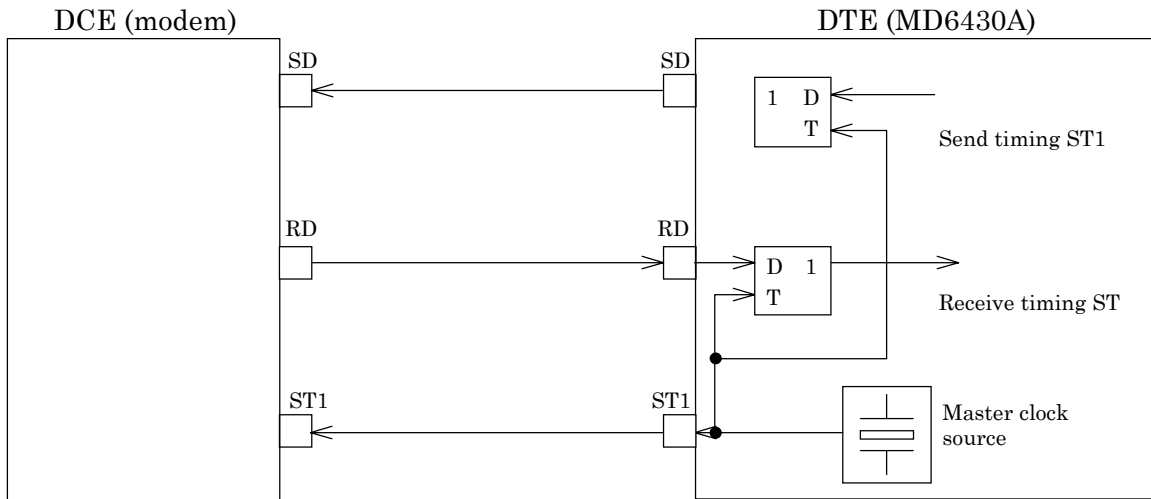 DCE (modem)
DTE (MD6430A)
SD
SD
1 D
T
Send timing ST1
RD
RD
D 1
T
Receive timing ST
ST1
ST1
Master clock
source